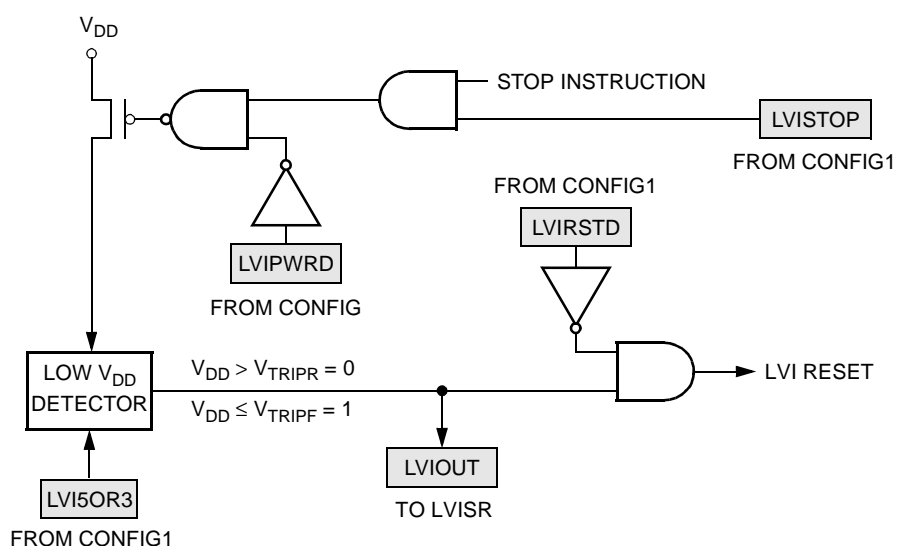 VDD
STOP INSTRUCTION
LVISTOP
FROM CONFIG1
FROM CONFIG1
LVIRSTD
LVIPWRD
FROM CONFIG
LOW VDD
DETECTOR
VDD > VTRIPR = 0
VDD ≤ VTRIPF = 1
LVI RESET
LVIOUT
TO LVISR
LVI5OR3
FROM CONFIG1